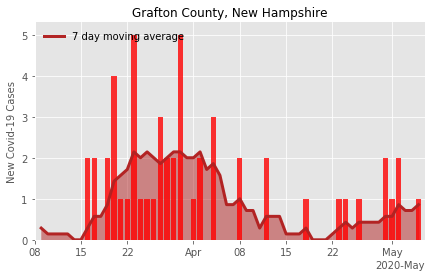 Grafton County, New Hampshire
7 day moving average
New Covid-19 Cases
5
4
3
2
1
0
08 15 22 Apr 08 15 22 May
2020-May